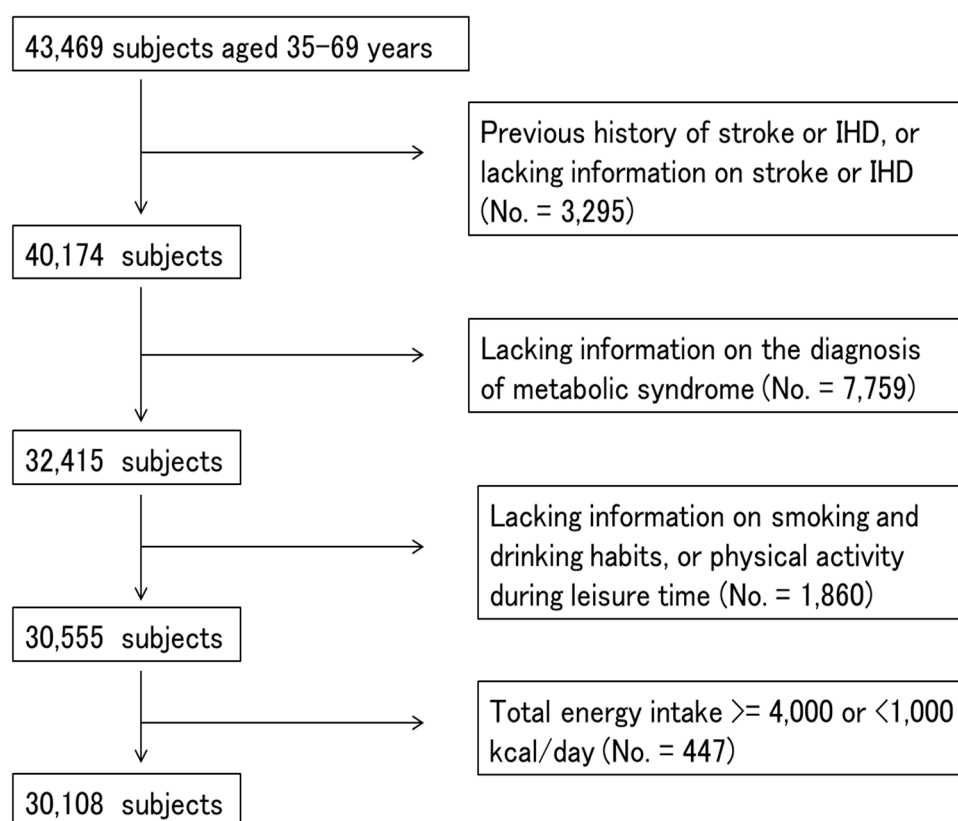 43,469 subjects aged 35-69 years
Previous history of stroke or IHD, or
lacking information on stroke or IHD
(No. = 3,295)
40,174 subjects
Lacking information on the diagnosis
of metabolic syndrome (No. = 7,759)
32,415 subjects
Lacking information on smoking and
drinking habits, or physical activity
during leisure time (No. = 1,860)
30,555 subjects
Total energy intake >= 4,000 or <1,000
kcal/day (No. = 447)
30,108 subjects